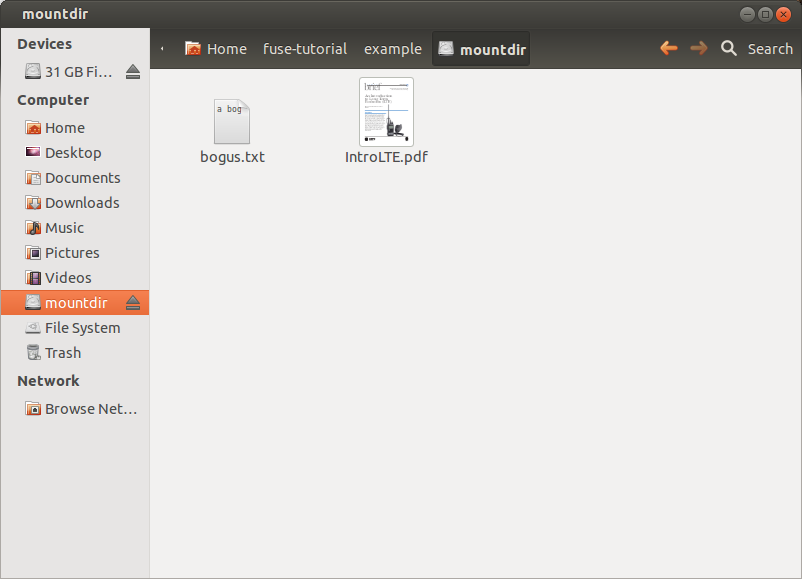 mountdir
Devices
31 GB Fi...
Computer
Home
Desktop
Documents
Downloads
Music
Pictures
Videos
mountdir
File System
Trash
Network
Browse Net...
Home fuse-tutorial example mountdir Search
a bog
bogus.txt
brief
IntroLTE.pdf